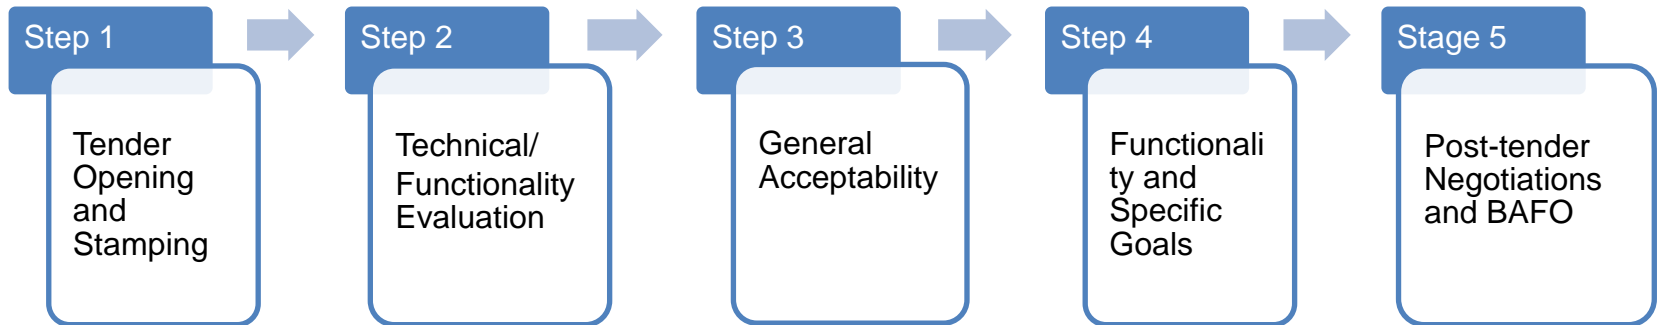 Step 1
Tender
Opening
and
Stamping
Step 2
Technical/
Functionality
Evaluation
Step 3
General
Acceptability
Step 4
Functionali
ty and
Specific
Goals
Stage 5
Post-tender
Negotiations
and BAFO